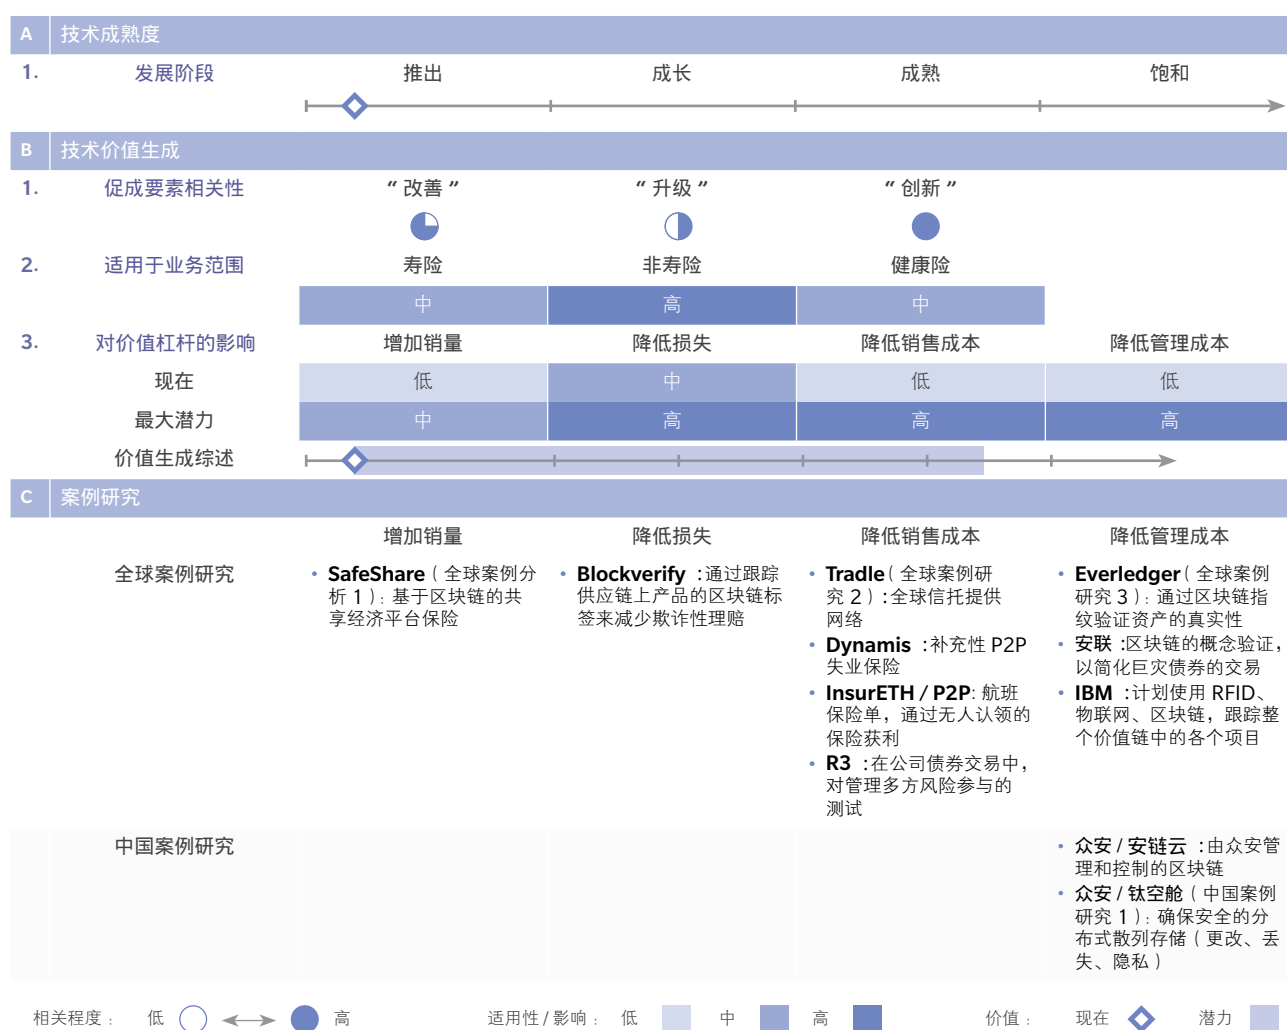 A 技术成熟度
1. 发展阶段 推出 成长 成熟 饱和
B 技术价值生成
1. 促成要素相关性 “ 改善 ” “ 升级 ” “ 创新 ”
2. 适用于业务范围 寿险 非寿险 健康险
中 高 中
3. 对价值杠杆的影响 增加销量 降低损失 降低销售成本 降低管理成本
现在 低 中 低 低
最大潜力 中 高 高 高
价值生成综述
C 案例研究
增加销量 降低损失 降低销售成本 降低管理成本
全球案例研究
• SafeShare（全球案例分
析 1）: 基于区块链的共
享经济平台保险
• Blockverify :通过跟踪
供应链上产品的区块链标
签来减少欺诈性理赔
• Tradle（全球案例研
究 2）:全球信托提供
网络
• Dynamis :补充性 P2P
失业保险
• InsurETH / P2P: 航班
保险单，通过无人认领的
保险获利
• R3 :在公司债券交易中，
对管理多方风险参与的
测试
• Everledger（全球案例
研究 3）: 通过区块链指
纹验证资产的真实性
• 安联 :区块链的概念验证，
以简化巨灾债券的交易
• IBM :计划使用 RFID、
物联网、区块链，跟踪整
个价值链中的各个项目
中国案例研究
• 众安 / 安链云 :由众安管
理和控制的区块链
• 众安 / 钛空舱（中国案例
研究 1）: 确保安全的分
布式散列存储（更改、丢
失、隐私）
相关程度： 低 高 适用性 / 影响： 低 中 高 价值： 现在 潜力